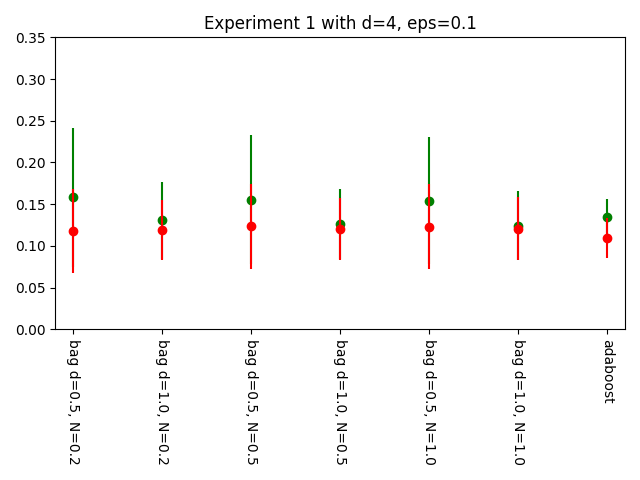 Experiment 1 with d=4, eps=0.1
0.35
0.30
0.25
0.20
0.15
0.10
0.05
0.00
bag d=0.5, N=0.2
bag d=1.0, N=0.2
bag d=0.5, N=0.5
bag d=1.0, N=0.5
bag d=0.5, N=1.0
bag d=1.0, N=1.0
adaboost